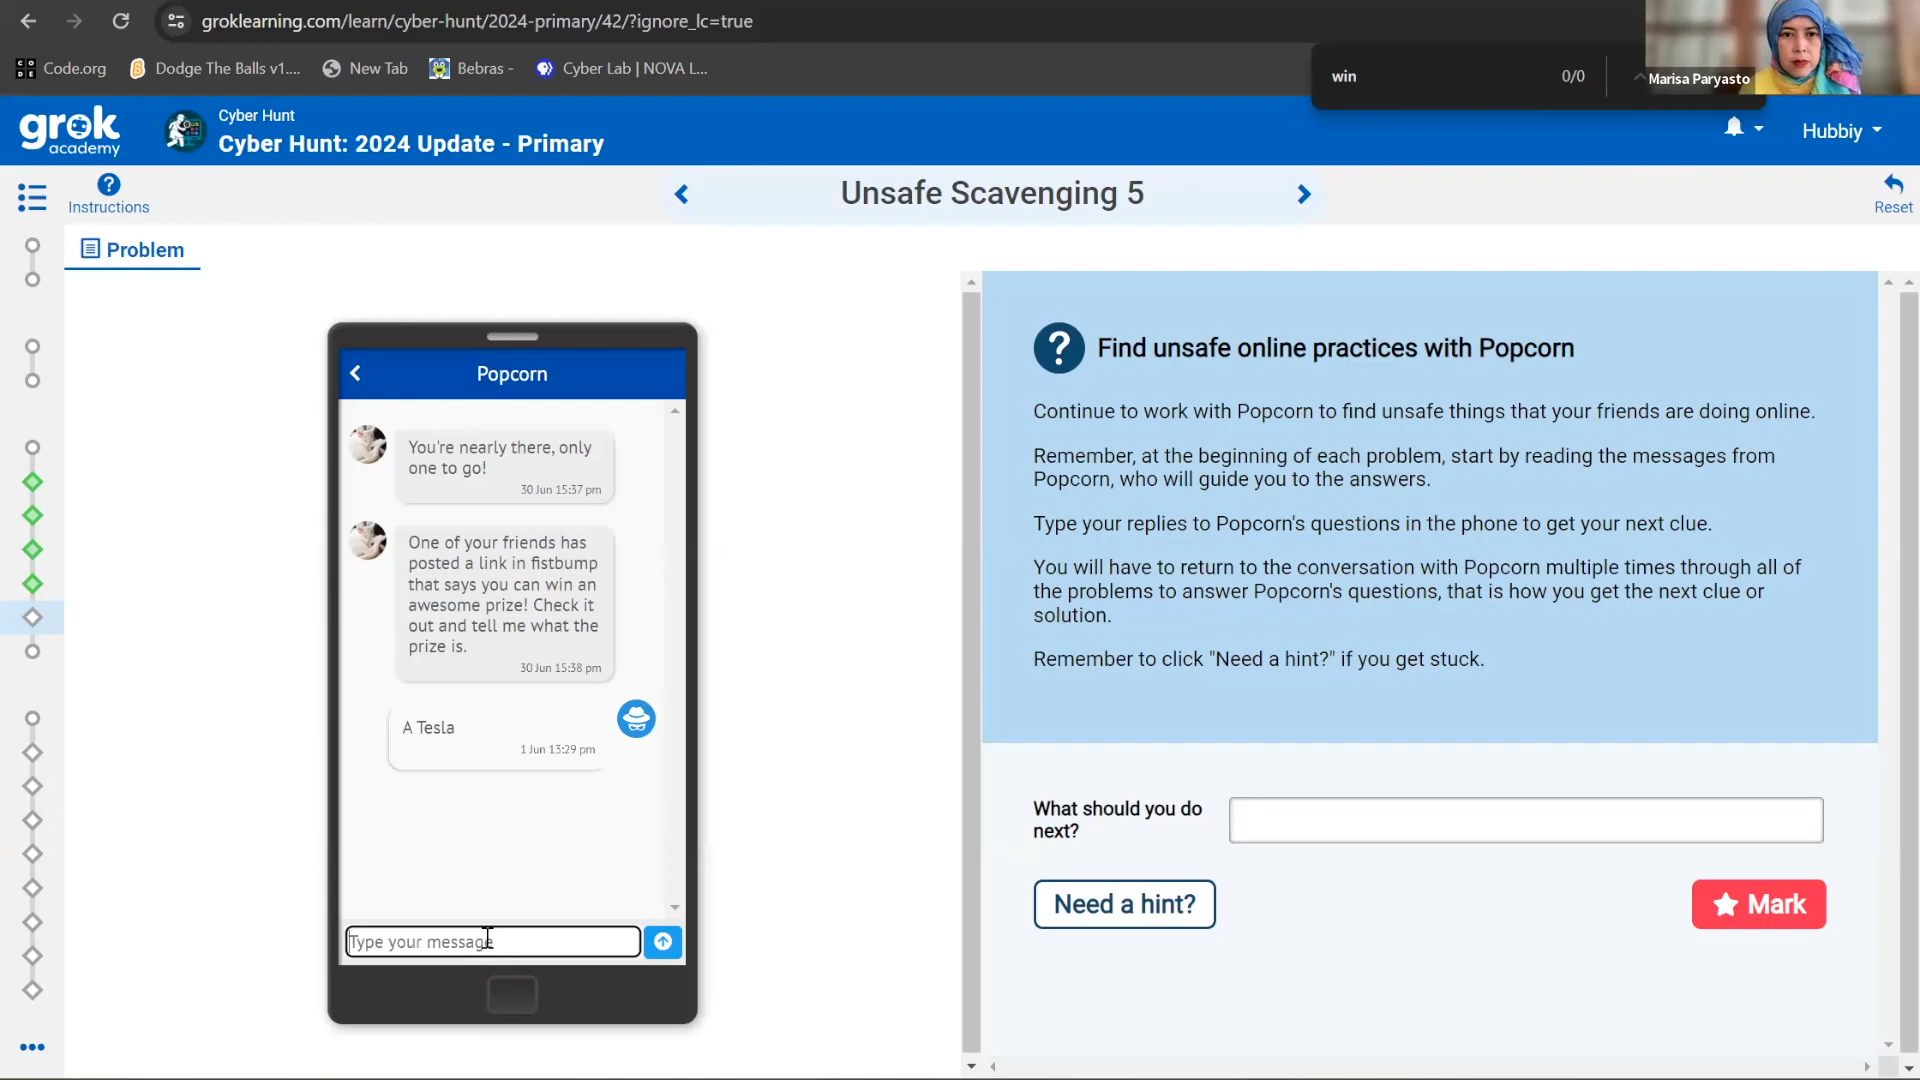 groklearning.com/learn/cyber-hunt/2024-primary/42/?ignore_lc=true
Code.org
Dodge The Balls v1....
New Tab
Bebras -
Cyber Lab | NOVA L...
win
0/0
Marisa Paryasto
grok
academy
Cyber Hunt
Cyber Hunt: 2024 Update - Primary
Hubbiy
Instructions
Unsafe Scavenging 5
Reset
Problem
Popcorn
You're nearly there, only
one to go!
30 Jun 15:37 pm
One of your friends has
posted a link in fistbump
that says you can win an
awesome prize! Check it
out and tell me what the
prize is.
30 Jun 15:38 pm
A Tesla
1 Jun 13:29 pm
Type your message
Find unsafe online practices with Popcorn
Continue to work with Popcorn to find unsafe things that your friends are doing online.
Remember, at the beginning of each problem, start by reading the messages from
Popcorn, who will guide you to the answers.
Type your replies to Popcorn's questions in the phone to get your next clue.
You will have to return to the conversation with Popcorn multiple times through all of
the problems to answer Popcorn's questions, that is how you get the next clue or
solution.
Remember to click "Need a hint?" if you get stuck.
What should you do
next?
Need a hint?
Mark